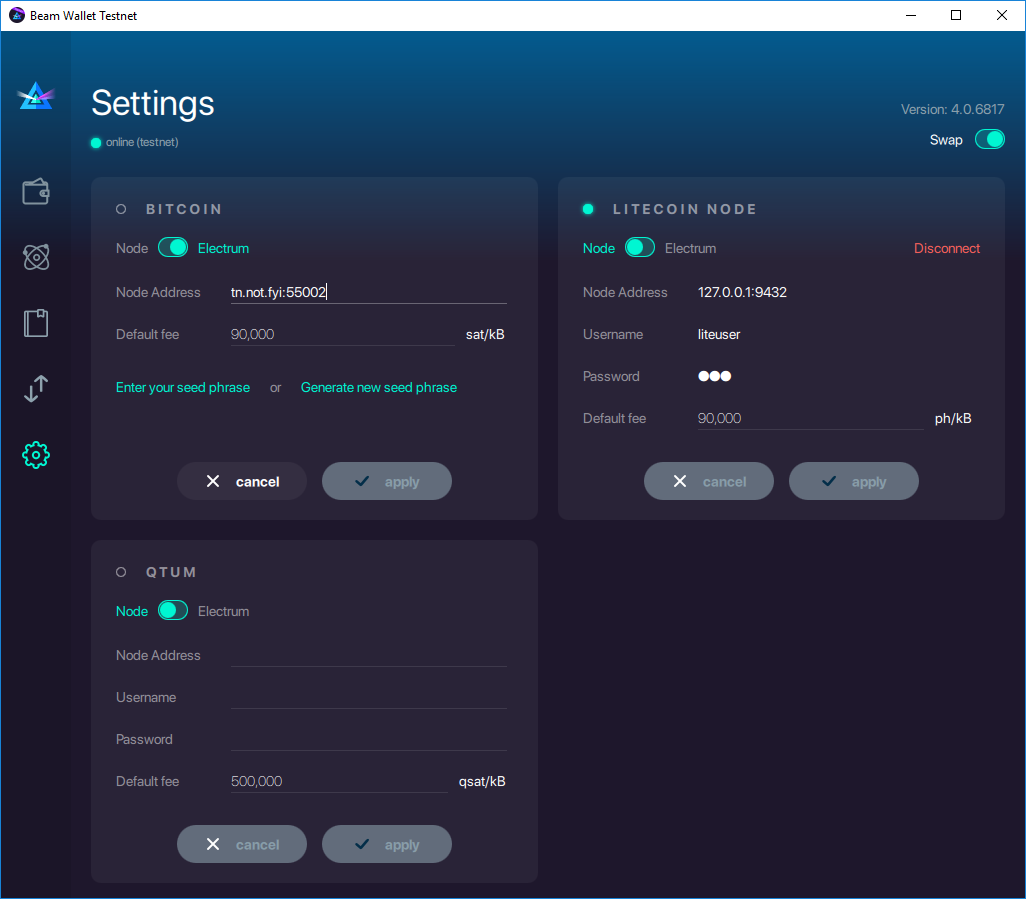 Beam Wallet Testnet
Settings
Version: 4.0.6817
online (testnet)
Swap
BITCOIN
Node Electrum
Node Address tn.not.fyi:55002
Default fee 90,000 sat/kB
Enter your seed phrase or Generate new seed phrase
cancel apply
LITECOIN NODE
Node Electrum Disconnect
Node Address 127.0.0.1:9432
Username liteuser
Password ●●●
Default fee 90,000 ph/kB
cancel apply
QTUM
Node Electrum
Node Address
Username
Password
Default fee 500,000 qsat/kB
cancel apply